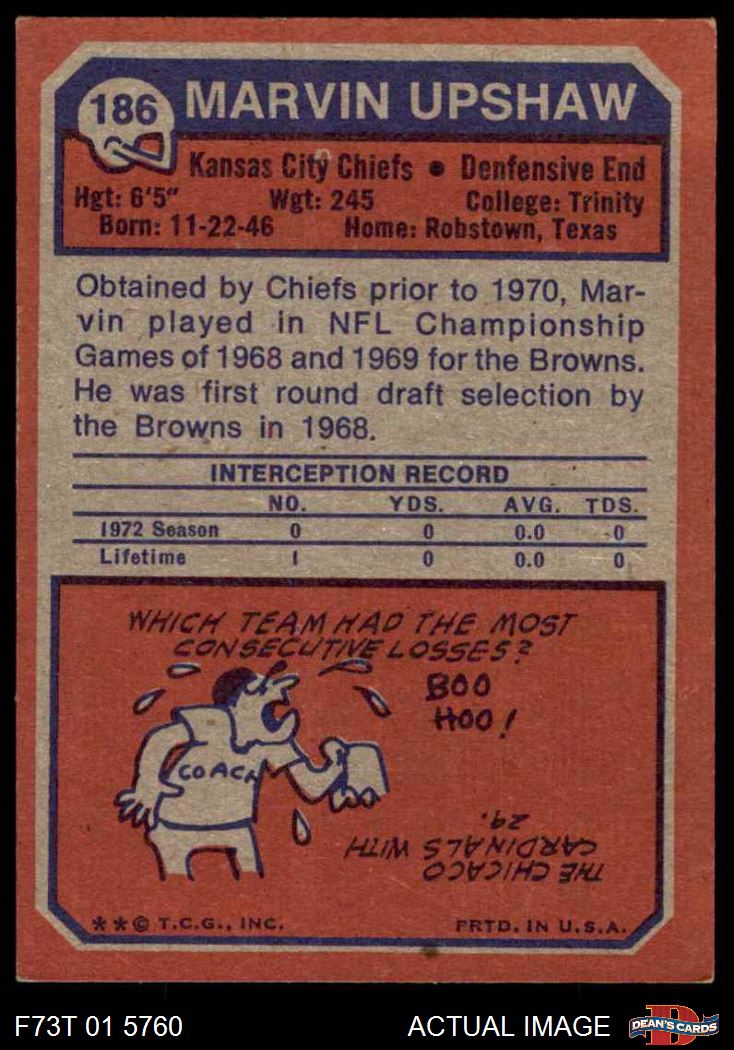 186 MARVIN UPSHAW
Kansas City Chiefs • Denfensive End
Hgt: 6'5" Wgt: 245 College: Trinity
Born: 11-22-46 Home: Robstown, Texas
Obtained by Chiefs prior to 1970, Mar-
vin played in NFL Championship
Games of 1968 and 1969 for the Browns.
He was first round draft selection by
the Browns in 1968.
INTERCEPTION RECORD
NO. YDS. AVG. TDS.
1972 Season 0 0 0.0 0
Lifetime 1 0 0.0 0
WHICH TEAM HAD THE MOST
CONSECUTIVE LOSSES?
BOO
HOO!
COACH
THE CHICAGO
CARDINALS WITH
29.
**© T.C.G., INC. PRTD. IN U.S.A.
F73T 01 5760 ACTUAL IMAGE D DEAN'S CARDS